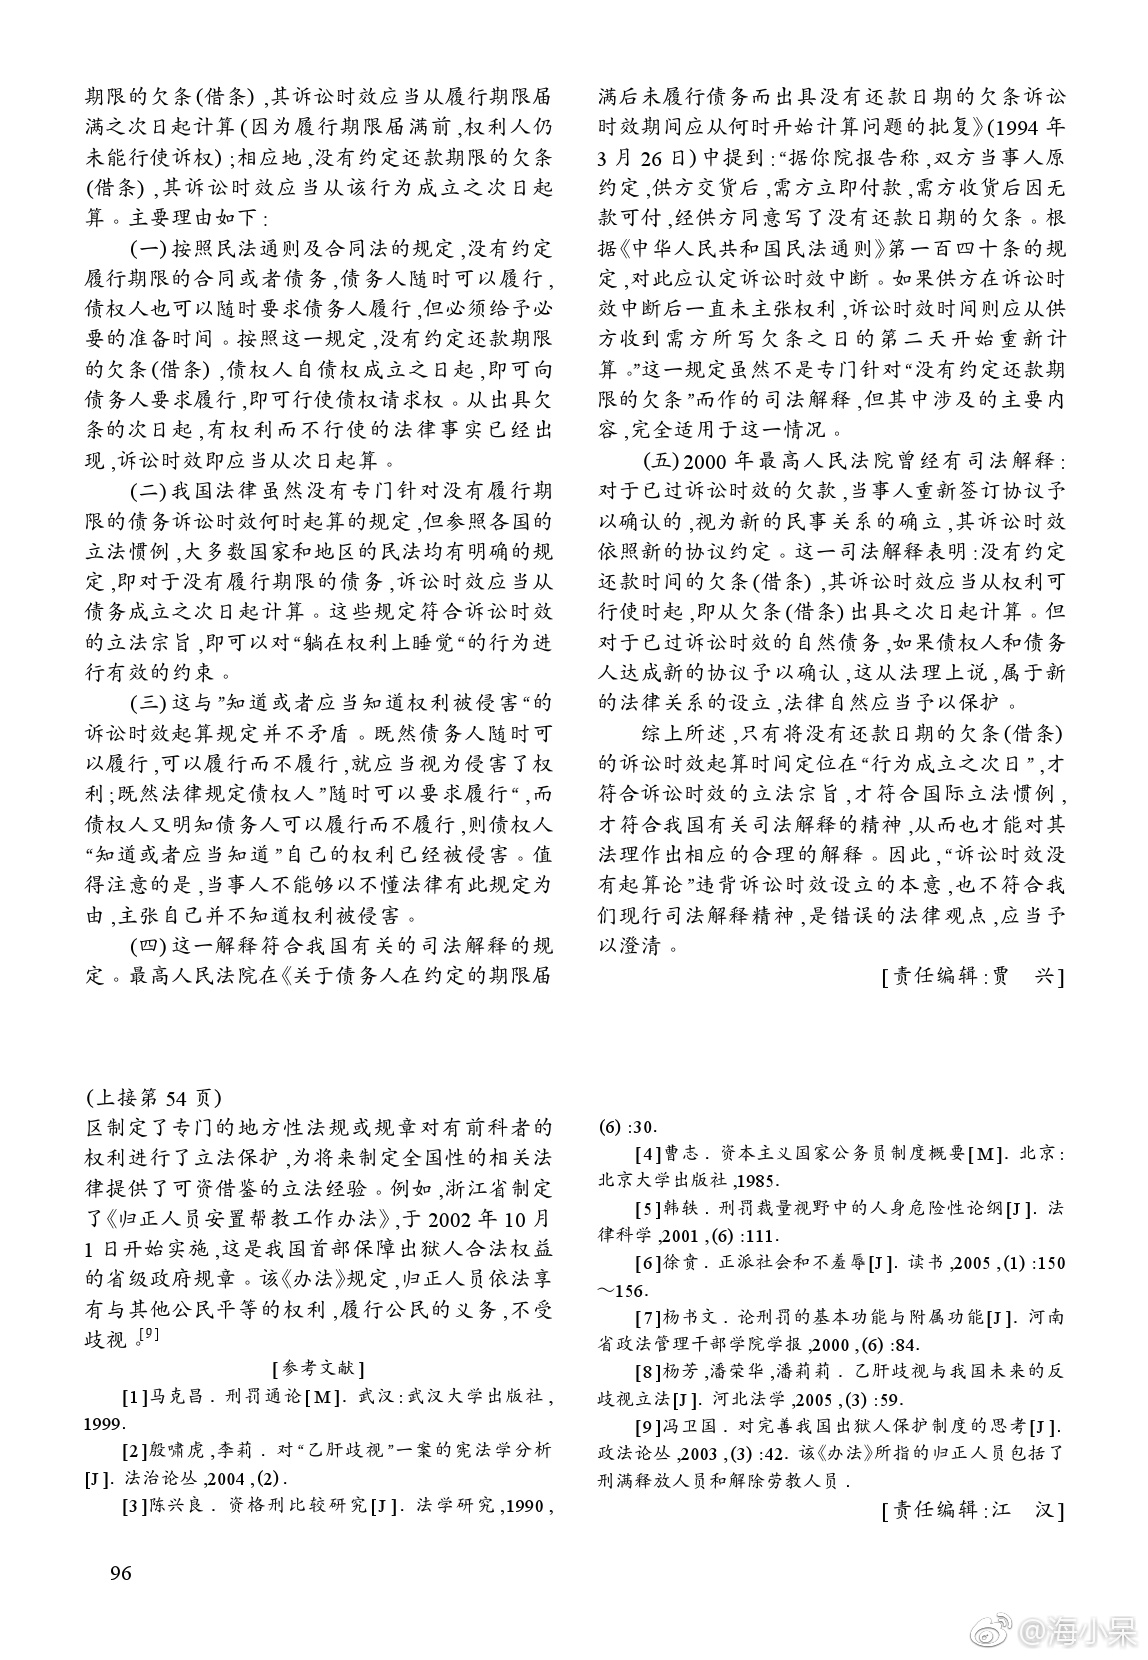 期限的欠条(借条),其诉讼时效应当从履行期限届
满之次日起计算(因为履行期限届满前,权利人仍
未能行使诉权);相应地,没有约定还款期限的欠条
(借条),其诉讼时效应当从该行为成立之次日起
算。主要理由如下:
(一)按照民法通则及合同法的规定,没有约定
履行期限的合同或者债务,债务人随时可以履行,
债权人也可以随时要求债务人履行,但必须给予必
要的准备时间。按照这一规定,没有约定还款期限
的欠条(借条),债权人自债权成立之日起,即可向
债务人要求履行,即可行使债权请求权。从出具欠
条的次日起,有权利而不行使的法律事实已经出
现,诉讼时效即应当从次日起算。
(二)我国法律虽然没有专门针对没有履行期
限的债务诉讼时效何时起算的规定,但参照各国的
立法惯例,大多数国家和地区的民法均有明确的规
定,即对于没有履行期限的债务,诉讼时效应当从
债务成立之次日起计算。这些规定符合诉讼时效
的立法宗旨,即可以对“躺在权利上睡觉“的行为进
行有效的约束。
(三)这与”知道或者应当知道权利被侵害“的
诉讼时效起算规定并不矛盾。既然债务人随时可
以履行,可以履行而不履行,就应当视为侵害了权
利;既然法律规定债权人”随时可以要求履行“,而
债权人又明知债务人可以履行而不履行,则债权人
“知道或者应当知道”自己的权利已经被侵害。值
得注意的是,当事人不能够以不懂法律有此规定为
由,主张自己并不知道权利被侵害。
(四)这一解释符合我国有关的司法解释的规
定。最高人民法院在《关于债务人在约定的期限届
满后未履行债务而出具没有还款日期的欠条诉讼
时效期间应从何时开始计算问题的批复》(1994年
3月26日)中提到:“据你院报告称,双方当事人原
约定,供方交货后,需方立即付款,需方收货后因无
款可付,经供方同意写了没有还款日期的欠条。根
据《中华人民共和国民法通则》第一百四十条的规
定,对此应认定诉讼时效中断。如果供方在诉讼时
效中断后一直未主张权利,诉讼时效时间则应从供
方收到需方所写欠条之日的第二天开始重新计
算。”这一规定虽然不是专门针对“没有约定还款期
限的欠条”而作的司法解释,但其中涉及的主要内
容,完全适用于这一情况。
(五)2000年最高人民法院曾经有司法解释:
对于已过诉讼时效的欠款,当事人重新签订协议予
以确认的,视为新的民事关系的确立,其诉讼时效
依照新的协议约定。这一司法解释表明:没有约定
还款时间的欠条(借条),其诉讼时效应当从权利可
行使时起,即从欠条(借条)出具之次日起计算。但
对于已过诉讼时效的自然债务,如果债权人和债务
人达成新的协议予以确认,这从法理上说,属于新
的法律关系的设立,法律自然应当予以保护。
综上所述,只有将没有还款日期的欠条(借条)
的诉讼时效起算时间定位在“行为成立之次日”,才
符合诉讼时效的立法宗旨,才符合国际立法惯例,
才符合我国有关司法解释的精神,从而也才能对其
法理作出相应的合理的解释。因此,“诉讼时效没
有起算论”违背诉讼时效设立的本意,也不符合我
们现行司法解释精神,是错误的法律观点,应当予
以澄清。
[责任编辑:贾 兴]
(上接第54页)
区制定了专门的地方性法规或规章对有前科者的
权利进行了立法保护,为将来制定全国性的相关法
律提供了可资借鉴的立法经验。例如,浙江省制定
了《归正人员安置帮教工作办法》,于2002年10月
1日开始实施,这是我国首部保障出狱人合法权益
的省级政府规章。该《办法》规定,归正人员依法享
有与其他公民平等的权利,履行公民的义务,不受
歧视。[9]
[参考文献]
[1]马克昌. 刑罚通论[M]. 武汉:武汉大学出版社,
1999.
[2]殷啸虎,李莉. 对“乙肝歧视”一案的宪法学分析
[J]. 法治论丛,2004,(2).
[3]陈兴良. 资格刑比较研究[J]. 法学研究,1990,
(6):30.
[4]曹志. 资本主义国家公务员制度概要[M]. 北京:
北京大学出版社,1985.
[5]韩轶. 刑罚裁量视野中的人身危险性论纲[J]. 法
律科学,2001,(6):111.
[6]徐贲. 正派社会和不羞辱[J]. 读书,2005,(1):150
~156.
[7]杨书文. 论刑罚的基本功能与附属功能[J]. 河南
省政法管理干部学院学报,2000,(6):84.
[8]杨芳,潘荣华,潘莉莉. 乙肝歧视与我国未来的反
歧视立法[J]. 河北法学,2005,(3):59.
[9]冯卫国. 对完善我国出狱人保护制度的思考[J].
政法论丛,2003,(3):42. 该《办法》所指的归正人员包括了
刑满释放人员和解除劳教人员.
[责任编辑:江 汉]
96
@海小呆